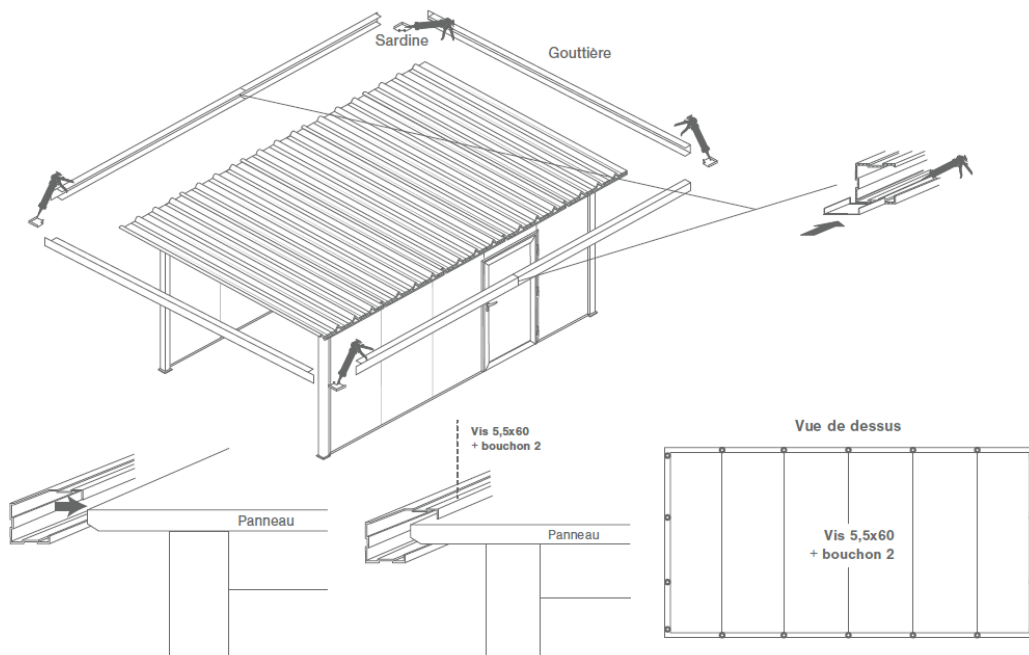 Sardine
Gouttière
Vis 5,5x60
+ bouchon 2
Vue de dessus
Panneau
Panneau
Vis 5,5x60
+ bouchon 2